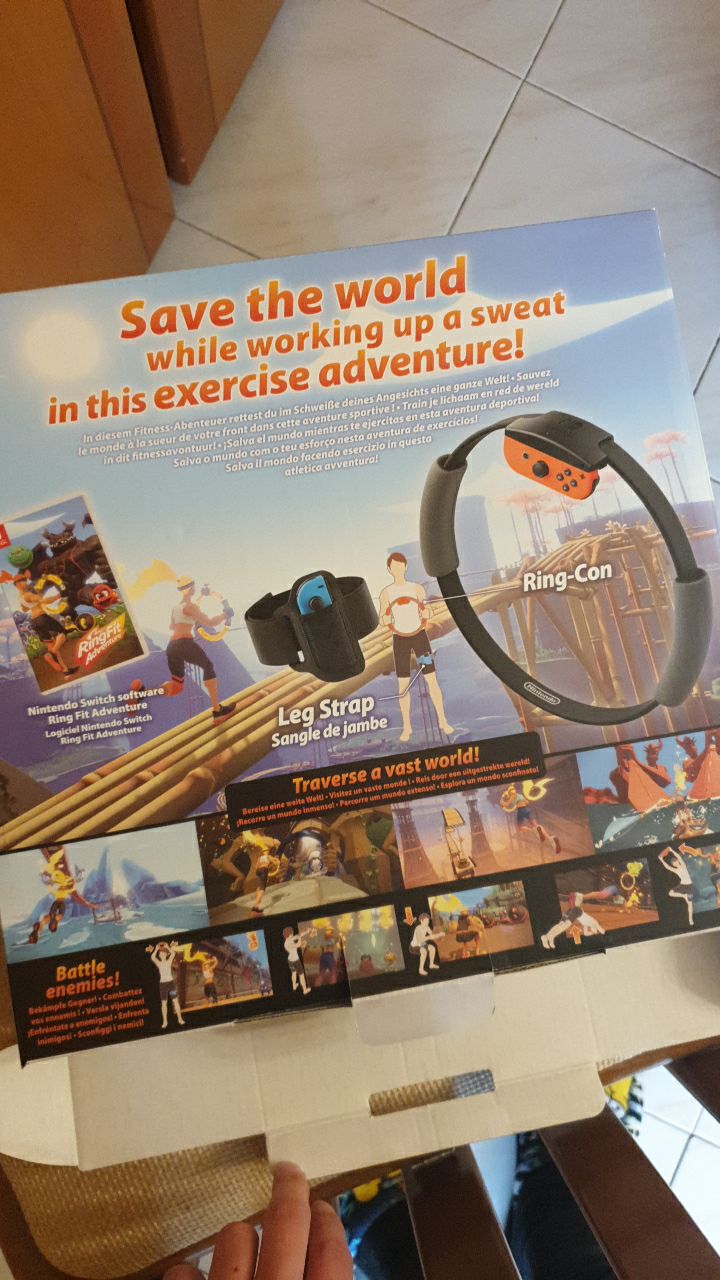 Save the world
while working up a sweat
in this exercise adventure!
In diesem Fitness-Abenteuer rettest du im Schweiße deines Angesichts eine ganze Welt! • Sauvez
le monde à la sueur de votre front dans cette aventure sportive ! • Train je lichaam en red de wereld
in dit fitnessavontuur! • ¡Salva el mundo mientras te ejercitas en esta aventura deportiva!
Salva o mundo com o teu esforço nesta aventura de exercícios!
Salva il mondo facendo esercizio in questa
atletica avventura!
Ring-Con
Nintendo
RingFit
Adventure
Nintendo Switch software
Ring Fit Adventure
Logiciel Nintendo Switch
Ring Fit Adventure
Leg Strap
Sangle de jambe
Traverse a vast world!
Bereise eine weite Welt! • Visitez un vaste monde ! • Reis door een uitgestrekte wereld!
¡Recorre un mundo inmenso! • Percorre um mundo extenso! • Esplora un mondo sconfinato!
Battle
enemies!
Bekämpfe Gegner! • Combattez
vos ennemis ! • Versla vijanden!
¡Enfréntate a enemigos! • Enfrenta
inimigos! • Sconfiggi i nemici!